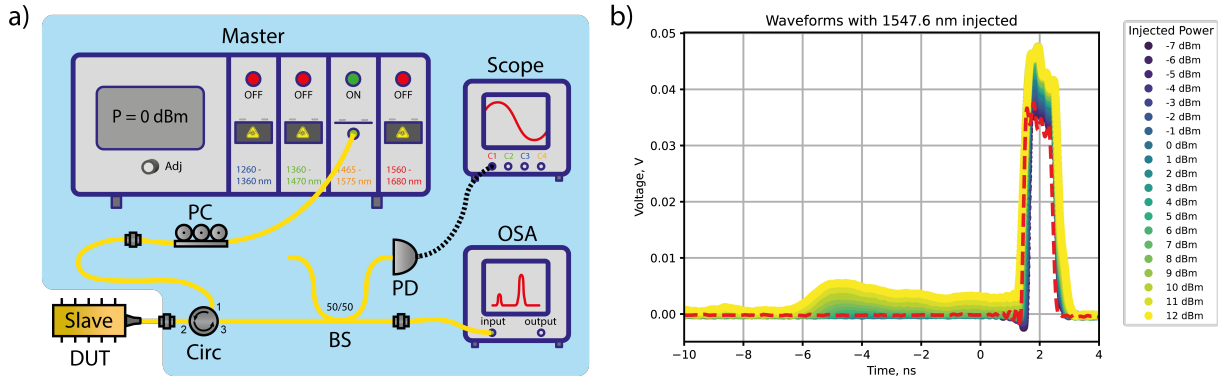 a)
Master
P = 0 dBm
Adj
OFF
OFF
ON
OFF
1260 -
1360 nm
1360 -
1470 nm
1465 -
1575 nm
1560 -
1680 nm
Scope
C1 C2 C3 C4
PC
OSA
input
output
PD
50/50
BS
Slave
DUT
1
2
3
Circ
b)
Waveforms with 1547.6 nm injected
Voltage, V
0.05
0.04
0.03
0.02
0.01
0.00
−10
−8
−6
−4
−2
0
2
4
Time, ns
Injected Power
-7 dBm
-6 dBm
-5 dBm
-4 dBm
-3 dBm
-2 dBm
-1 dBm
0 dBm
1 dBm
2 dBm
3 dBm
4 dBm
5 dBm
6 dBm
7 dBm
8 dBm
9 dBm
10 dBm
11 dBm
12 dBm